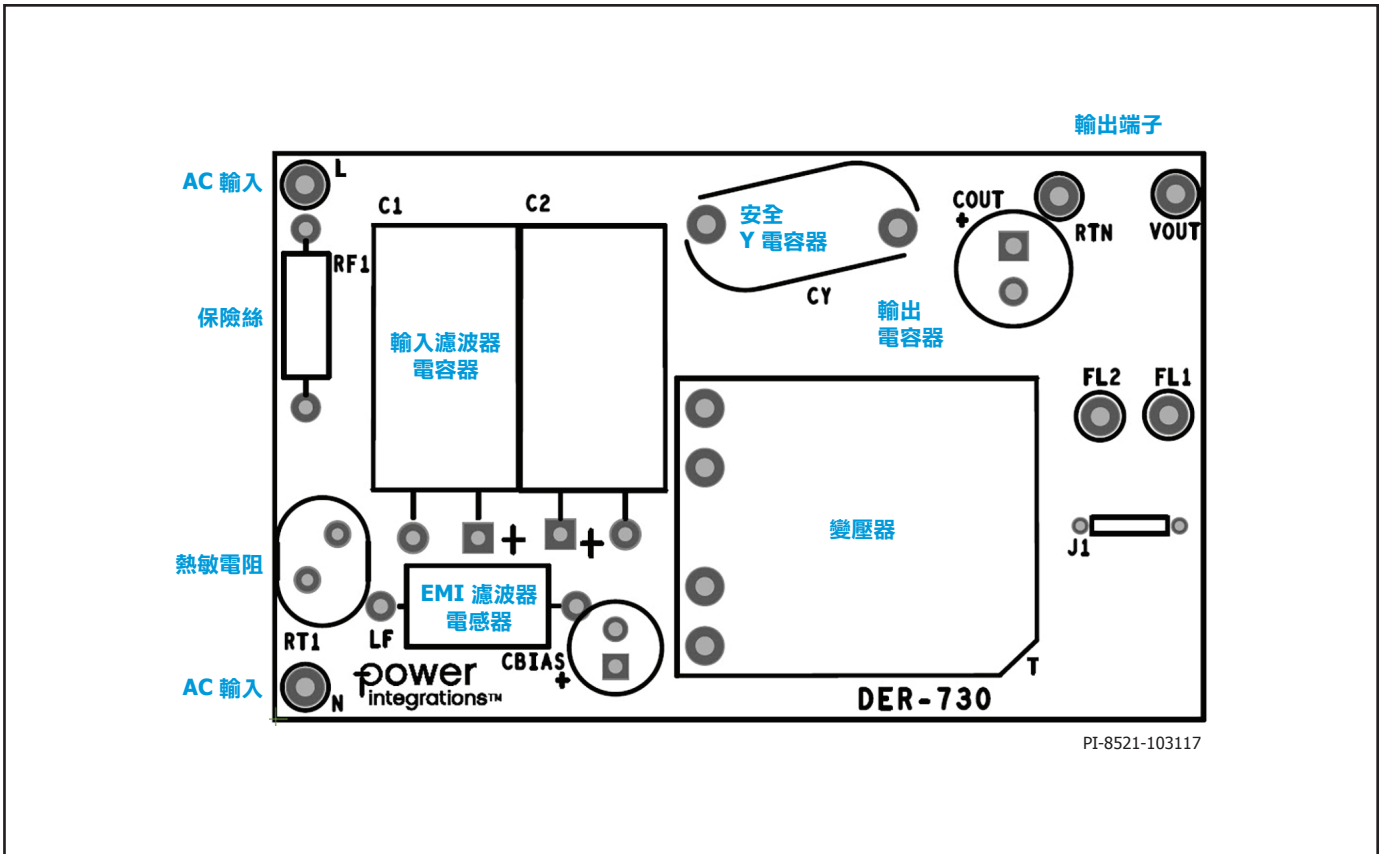 輸出端子
AC 輸入
L
C1
C2
安全
Y 電容器
CY
COUT
+
RTN
VOUT
RF1
保險絲
輸入濾波器
電容器
輸出
電容器
FL2
FL1
變壓器
J1
熱敏電阻
+
+
EMI 濾波器
電感器
RT1
LF
CBIAS
+
AC 輸入
N
power
integrations™
T
DER-730
PI-8521-103117